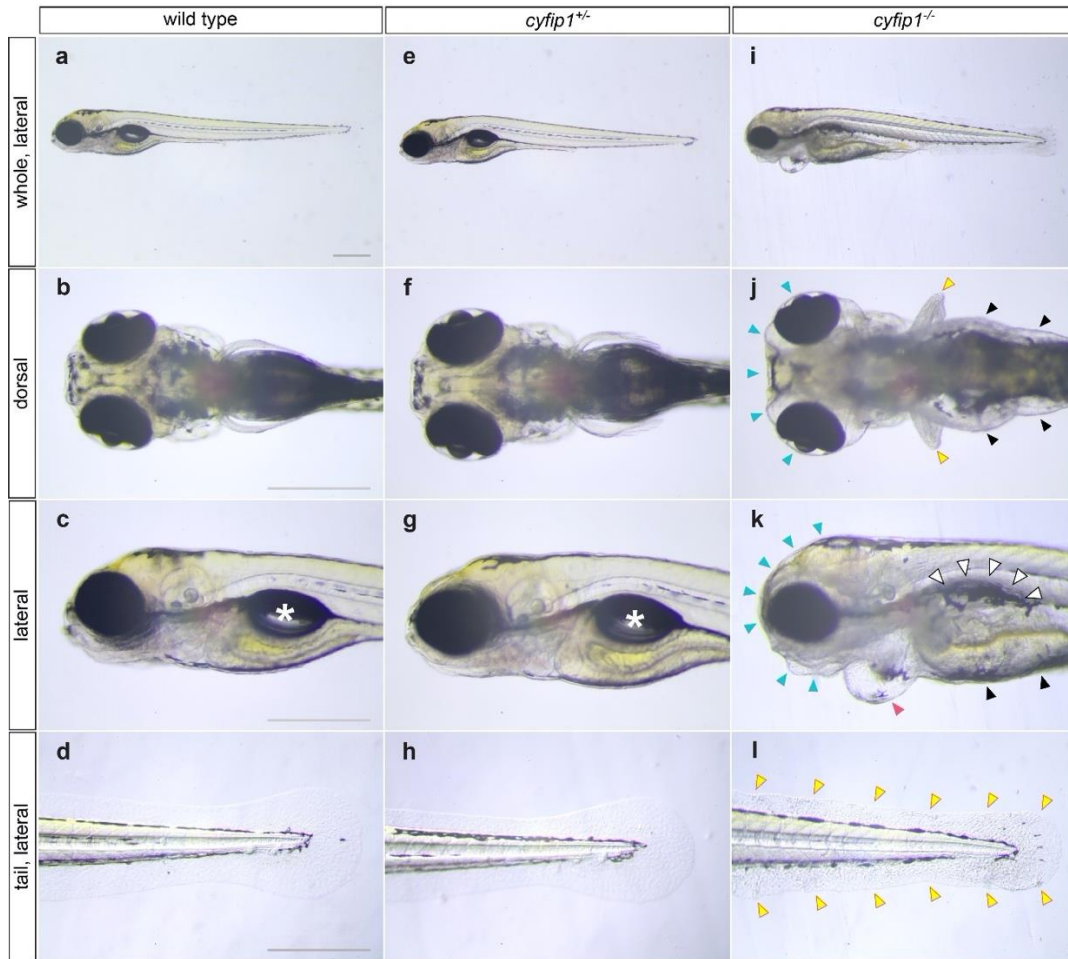 wild type cyfip1+/- cyfip1-/-
whole, lateral
a e i
dorsal
b f j
lateral
c g k
* *
tail, lateral
d h l